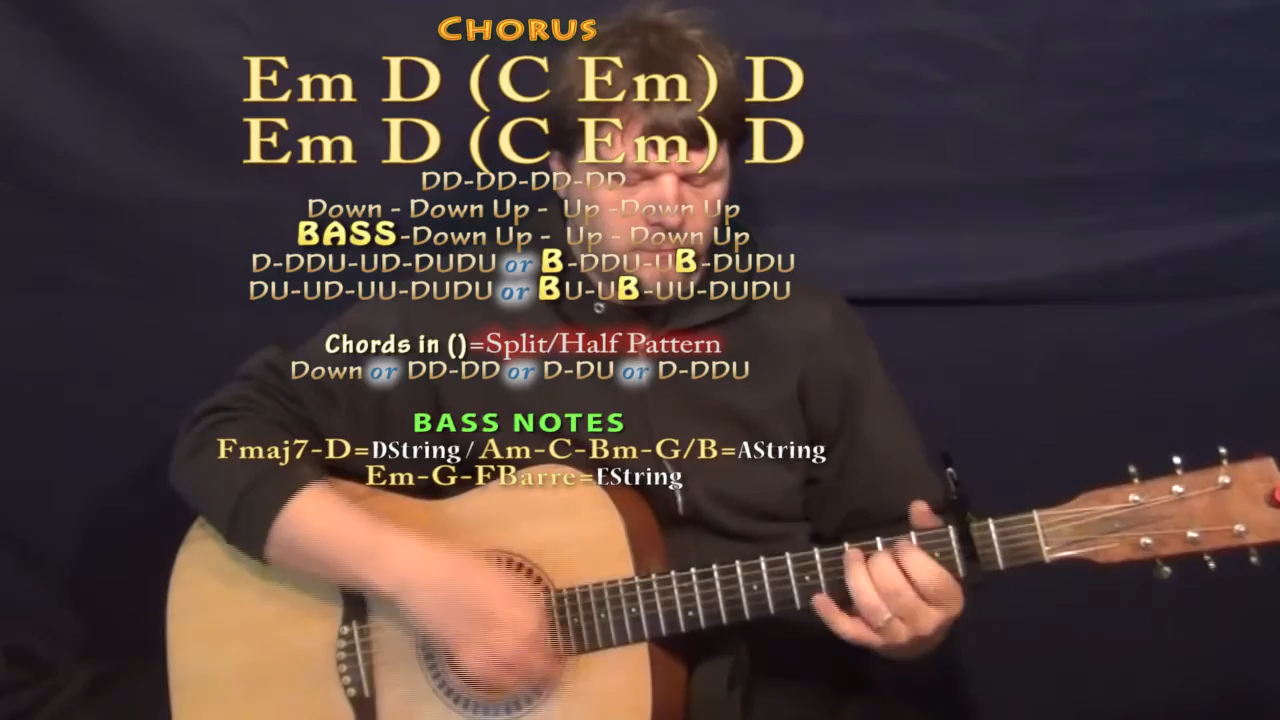 CHORUS
Em D (C Em) D
Em D (C Em) D
DD-DD-DD-DD
Down - Down Up - Up -Down Up
BASS-Down Up - Up - Down Up
D-DDU-UD-DUDU or B-DDU-UB-DUDU
DU-UD-UU-DUDU or BU-UB-UU-DUDU
Chords in ()=Split/Half Pattern
Down or DD-DD or D-DU or D-DDU
BASS NOTES
Fmaj7-D=DString / Am-C-Bm-G/B=AString
Em-G-FBarre=EString